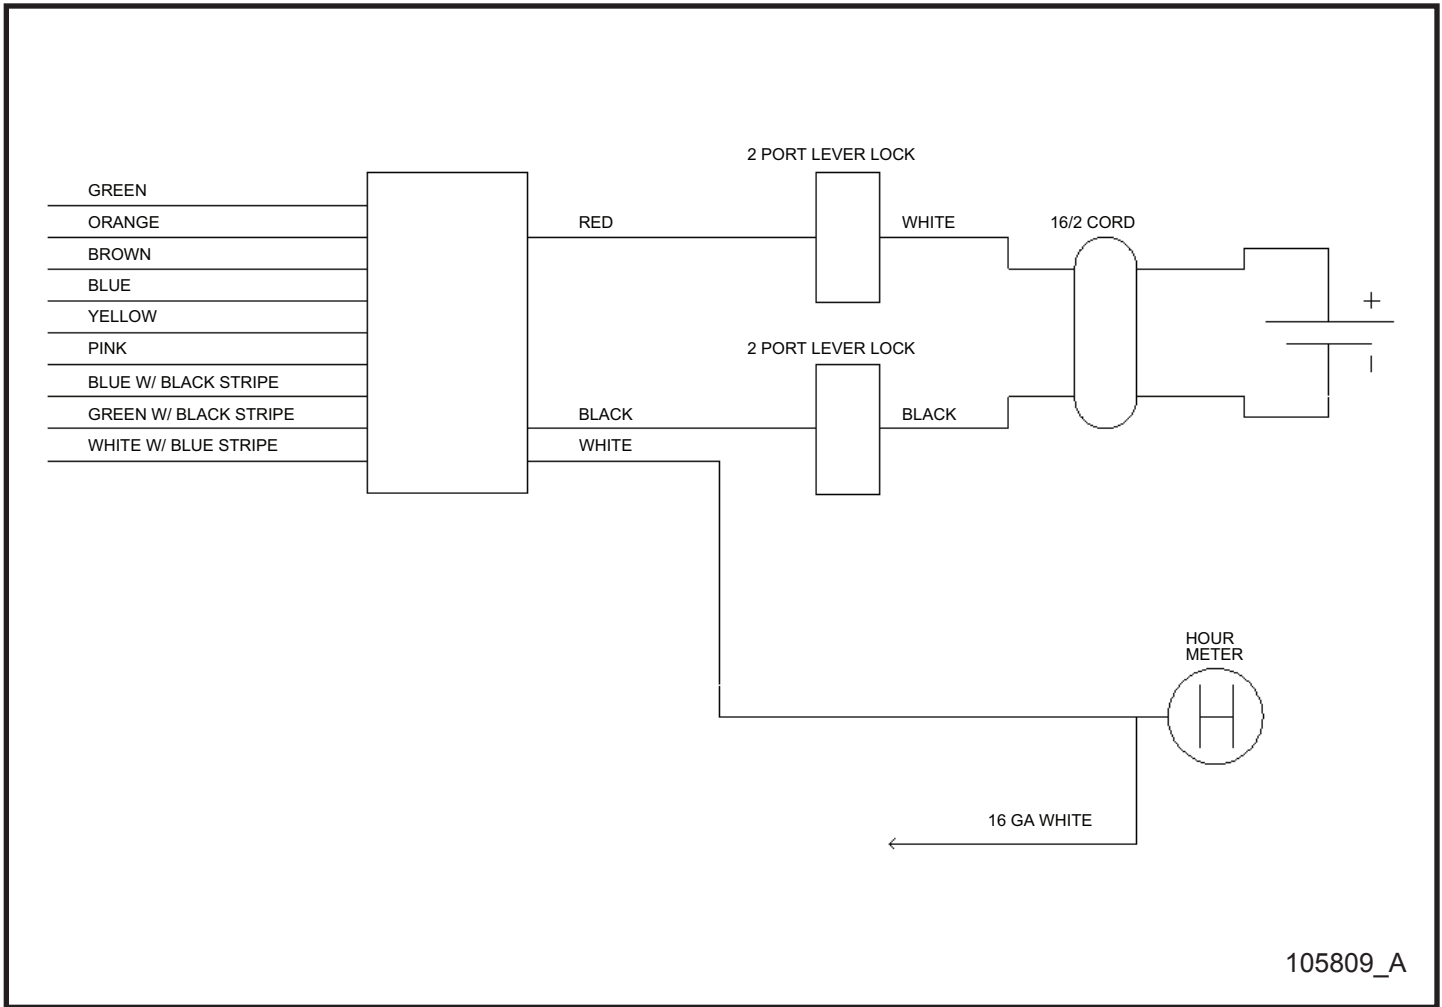 2 PORT LEVER LOCK
GREEN
ORANGE
RED
WHITE
16/2 CORD
BROWN
BLUE
+
YELLOW
PINK
2 PORT LEVER LOCK
–
BLUE W/ BLACK STRIPE
GREEN W/ BLACK STRIPE
BLACK
BLACK
WHITE W/ BLUE STRIPE
WHITE
HOUR
METER
H
16 GA WHITE
105809_A